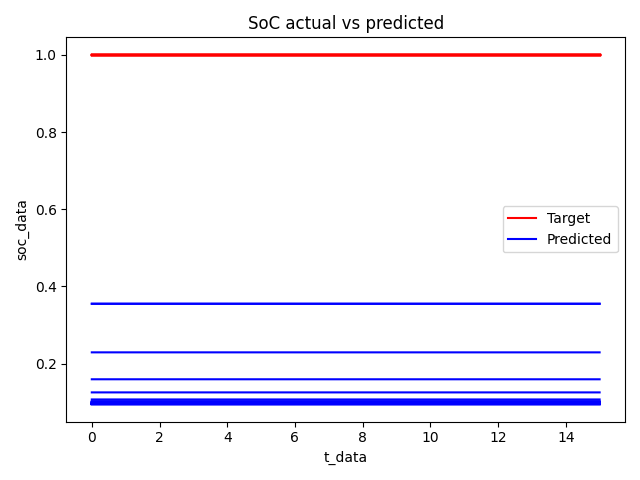 SoC actual vs predicted
soc_data
1.0
0.8
0.6
0.4
0.2
Target
Predicted
0 2 4 6 8 10 12 14
t_data